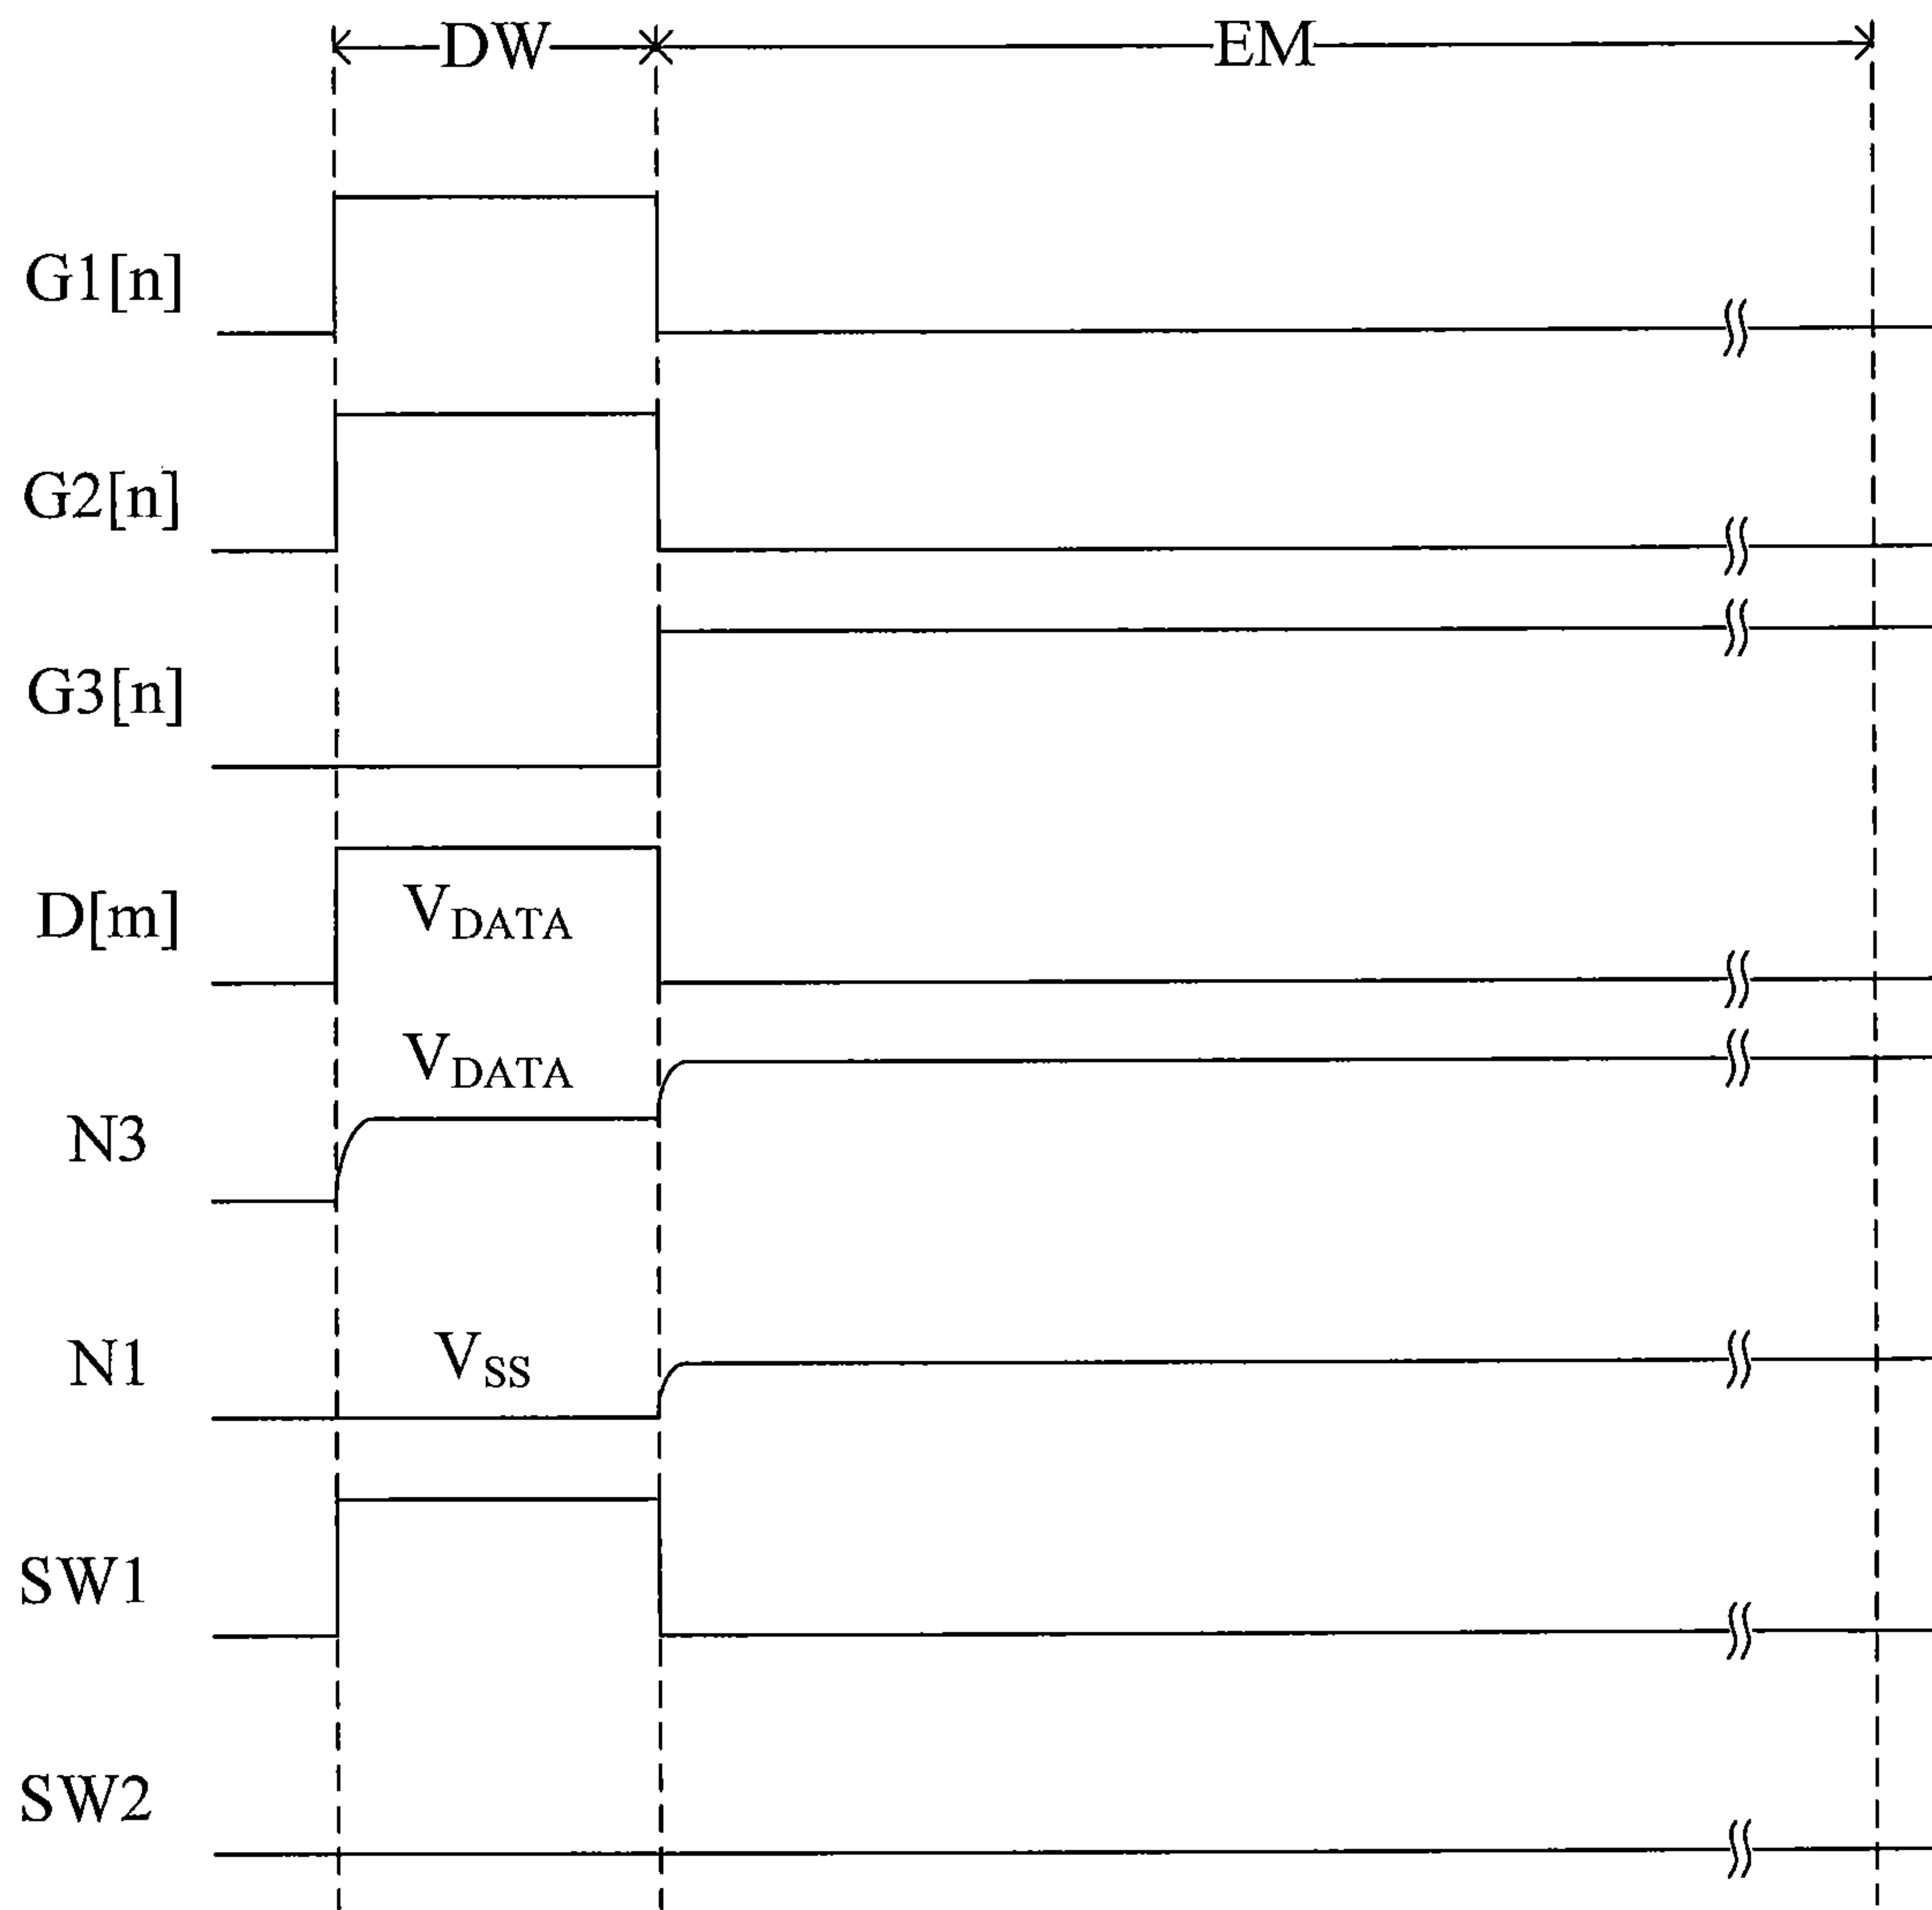 DW EM
G1[n]
G2[n]
G3[n]
D[m] VDATA
VDATA
N3
N1 VSS
SW1
SW2